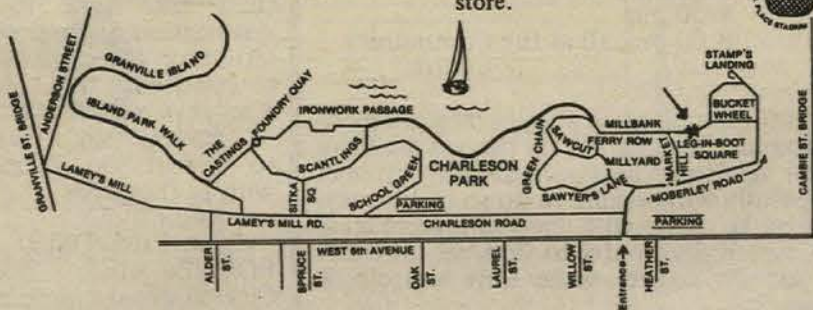 store.
PLACE STADIUM
GRANVILLE ST. BRIDGE
ANDERSON STREET
GRANVILLE ISLAND
ISLAND PARK WALK
LAMEY'S MILL
THE CASTINGS
FOUNDRY QUAY
IRONWORK PASSAGE
SCANTLINGS
SITKA SQ
SCHOOL GREEN
CHARLESON
PARK
PARKING
LAMEY'S MILL RD.
CHARLESON ROAD
GREEN CHAIN
SAWCUT
MILLBANK
FERRY ROW
MILLYARD
SAWYER'S LANE
MARKET HILL
STAMP'S
LANDING
BUCKET
WHEEL
LEG-IN-BOOT
SQUARE
MOBERLEY ROAD
PARKING
CAMBIE ST. BRIDGE
WEST 6th AVENUE
ALDER ST.
SPRUCE ST.
OAK ST.
LAUREL ST.
WILLOW ST.
Entrance
HEATHER ST.